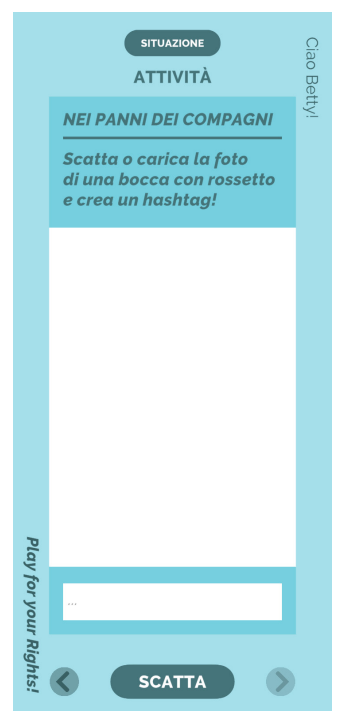 SITUAZIONE
ATTIVITÀ
Ciao Betty!
NEI PANNI DEI COMPAGNI
Scatta o carica la foto
di una bocca con rossetto
e crea un hashtag!
Play for your Rights!
...
SCATTA